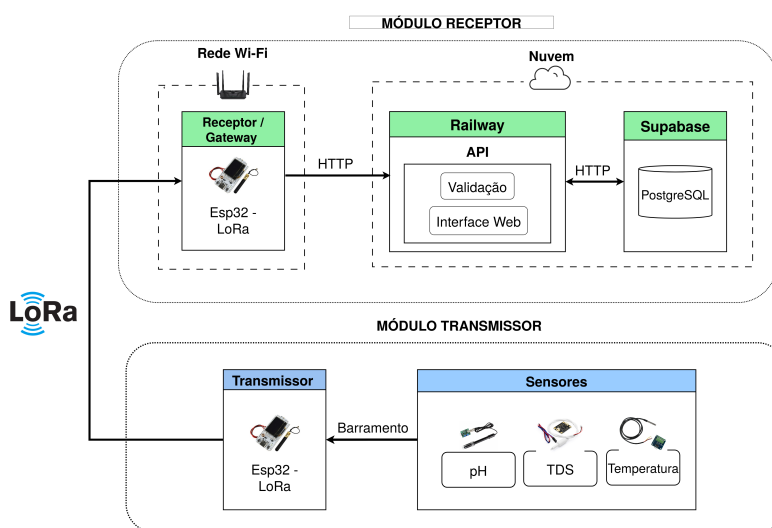 MÓDULO RECEPTOR
Rede Wi-Fi
Nuvem
Receptor /
Gateway
Esp32 -
LoRa
HTTP
Railway
API
Validação
Interface Web
HTTP
Supabase
PostgreSQL
LoRa
MÓDULO TRANSMISSOR
Transmissor
Esp32 -
LoRa
Barramento
Sensores
pH
TDS
Temperatura